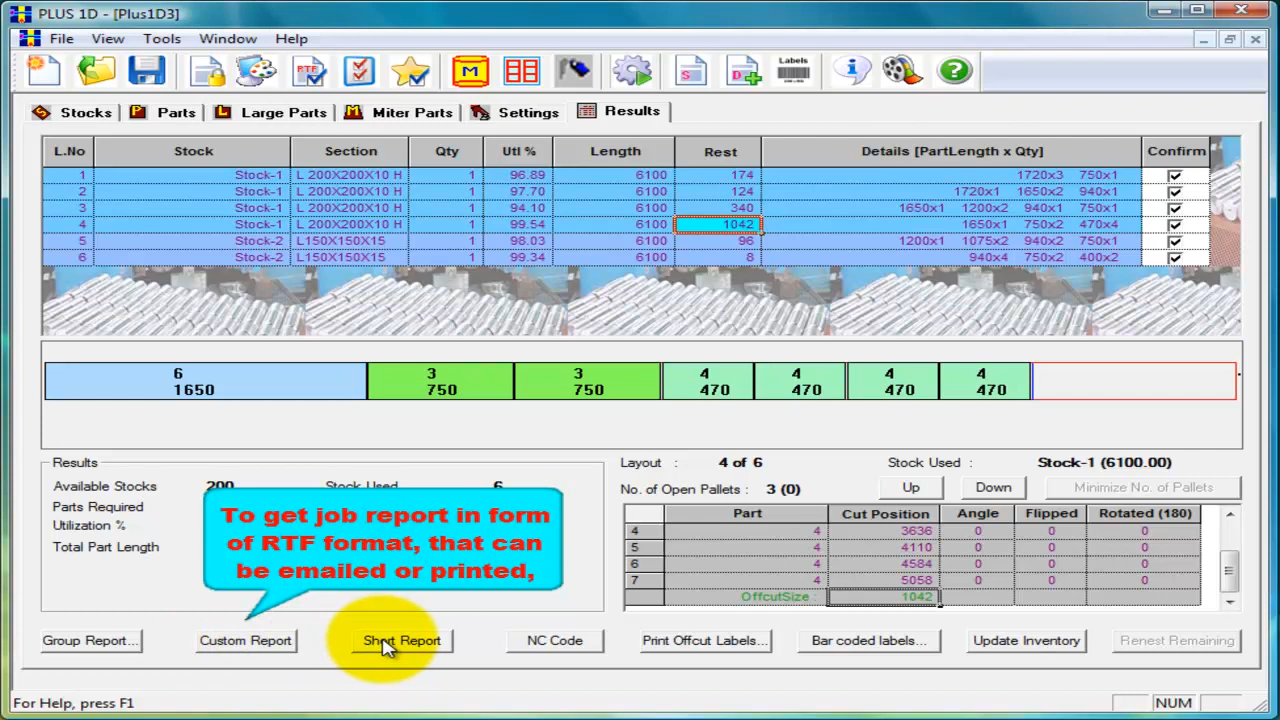 PLUS 1D - [Plus1D3]
File View Tools Window Help
RTF M S D Labels
Stocks Parts Large Parts Miter Parts Settings Results
L.No Stock Section Qty Utl % Length Rest Details [PartLength x Qty] Confirm
1 Stock-1 L 200X200X10 H 1 96.89 6100 174 1720x3 750x1
2 Stock-1 L 200X200X10 H 1 97.70 6100 124 1720x1 1650x2 940x1
3 Stock-1 L 200X200X10 H 1 94.10 6100 340 1650x1 1200x2 940x1 750x1
4 Stock-1 L 200X200X10 H 1 99.54 6100 1042 1650x1 750x2 470x4
5 Stock-2 L150X150X15 1 98.03 6100 96 1200x1 1075x2 940x2 750x1
6 Stock-2 L150X150X15 1 99.34 6100 8 940x4 750x2 400x2
6 3 3 4 4 4 4
1650 750 750 470 470 470 470
Results
Available Stocks 200 Stock Used 6
Parts Required
Utilization %
Total Part Length
To get job report in form
of RTF format, that can
be emailed or printed,
Layout : 4 of 6 Stock Used : Stock-1 (6100.00)
No. of Open Pallets : 3 (0) Up Down Minimize No. of Pallets
Part Cut Position Angle Flipped Rotated (180)
4 4 3636 0 0 0
5 4 4110 0 0 0
6 4 4584 0 0 0
7 4 5058 0 0 0
OffcutSize : 1042
Group Report... Custom Report Short Report NC Code Print Offcut Labels... Bar coded labels... Update Inventory Renest Remaining
For Help, press F1 NUM